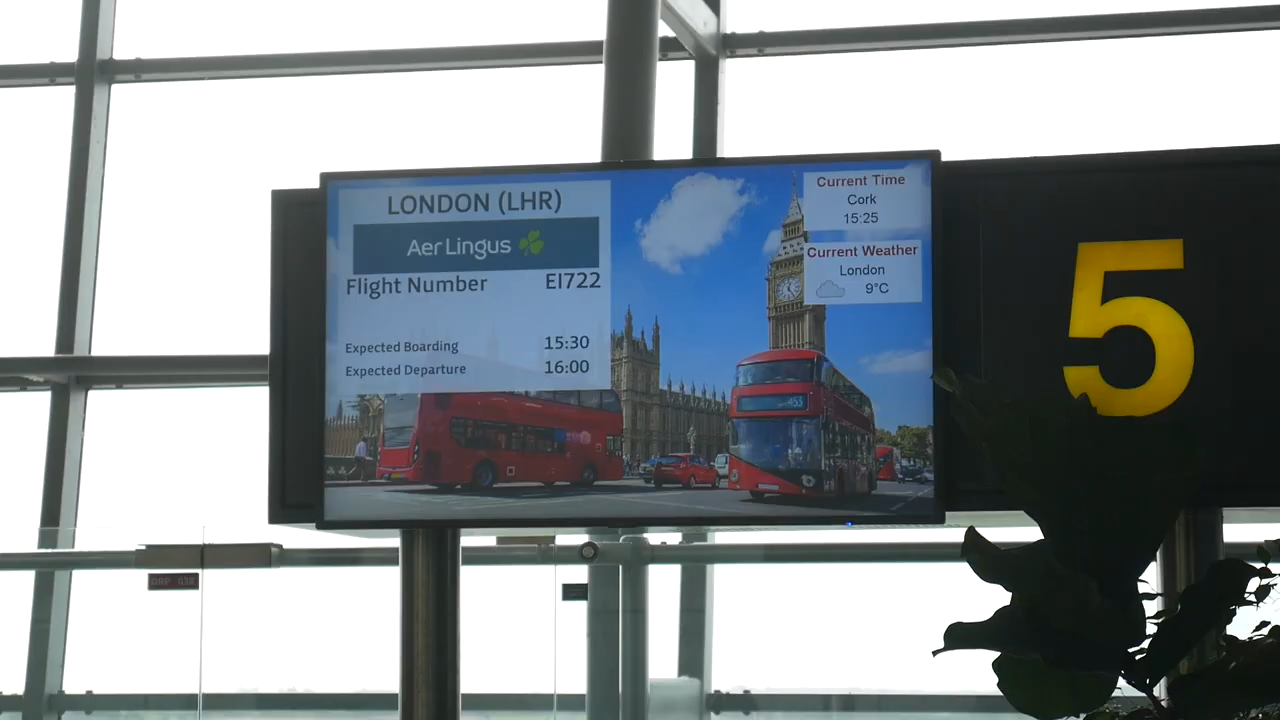 LONDON (LHR)
Aer Lingus
Flight Number EI722
Expected Boarding 15:30
Expected Departure 16:00
Current Time
Cork
15:25
Current Weather
London
9°C
453
5